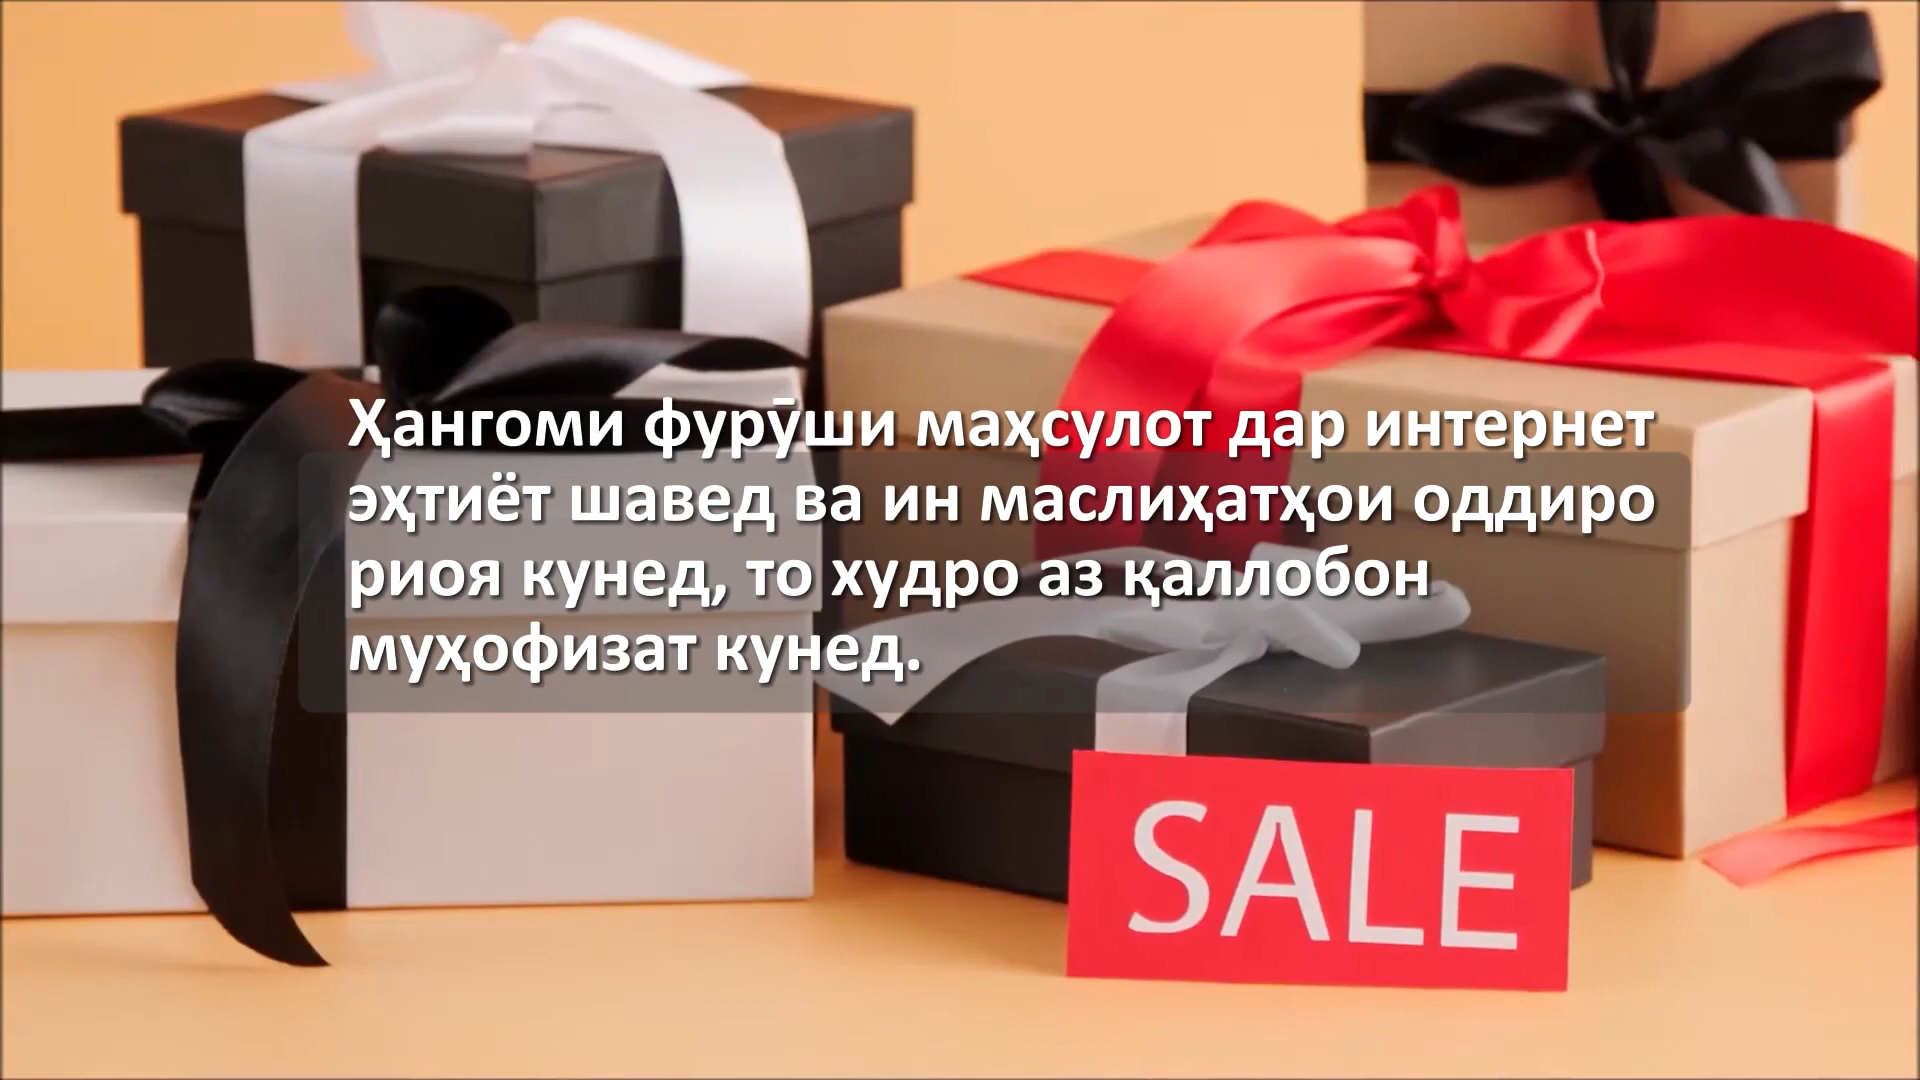 Ҳангоми фурӯши маҳсулот дар интернет
эҳтиёт шавед ва ин маслиҳатҳои оддиро
риоя кунед, то худро аз қаллобон
муҳофизат кунед.
SALE